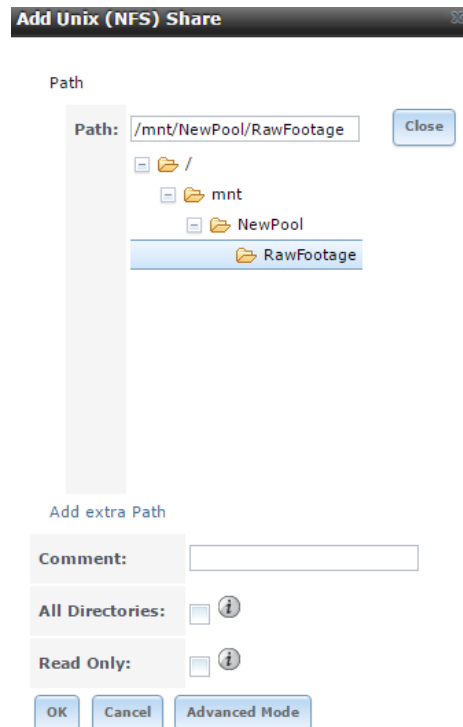 Add Unix (NFS) Share
Path
Path: /mnt/NewPool/RawFootage Close
/
mnt
NewPool
RawFootage
Add extra Path
Comment:
All Directories: i
Read Only: i
OK Cancel Advanced Mode